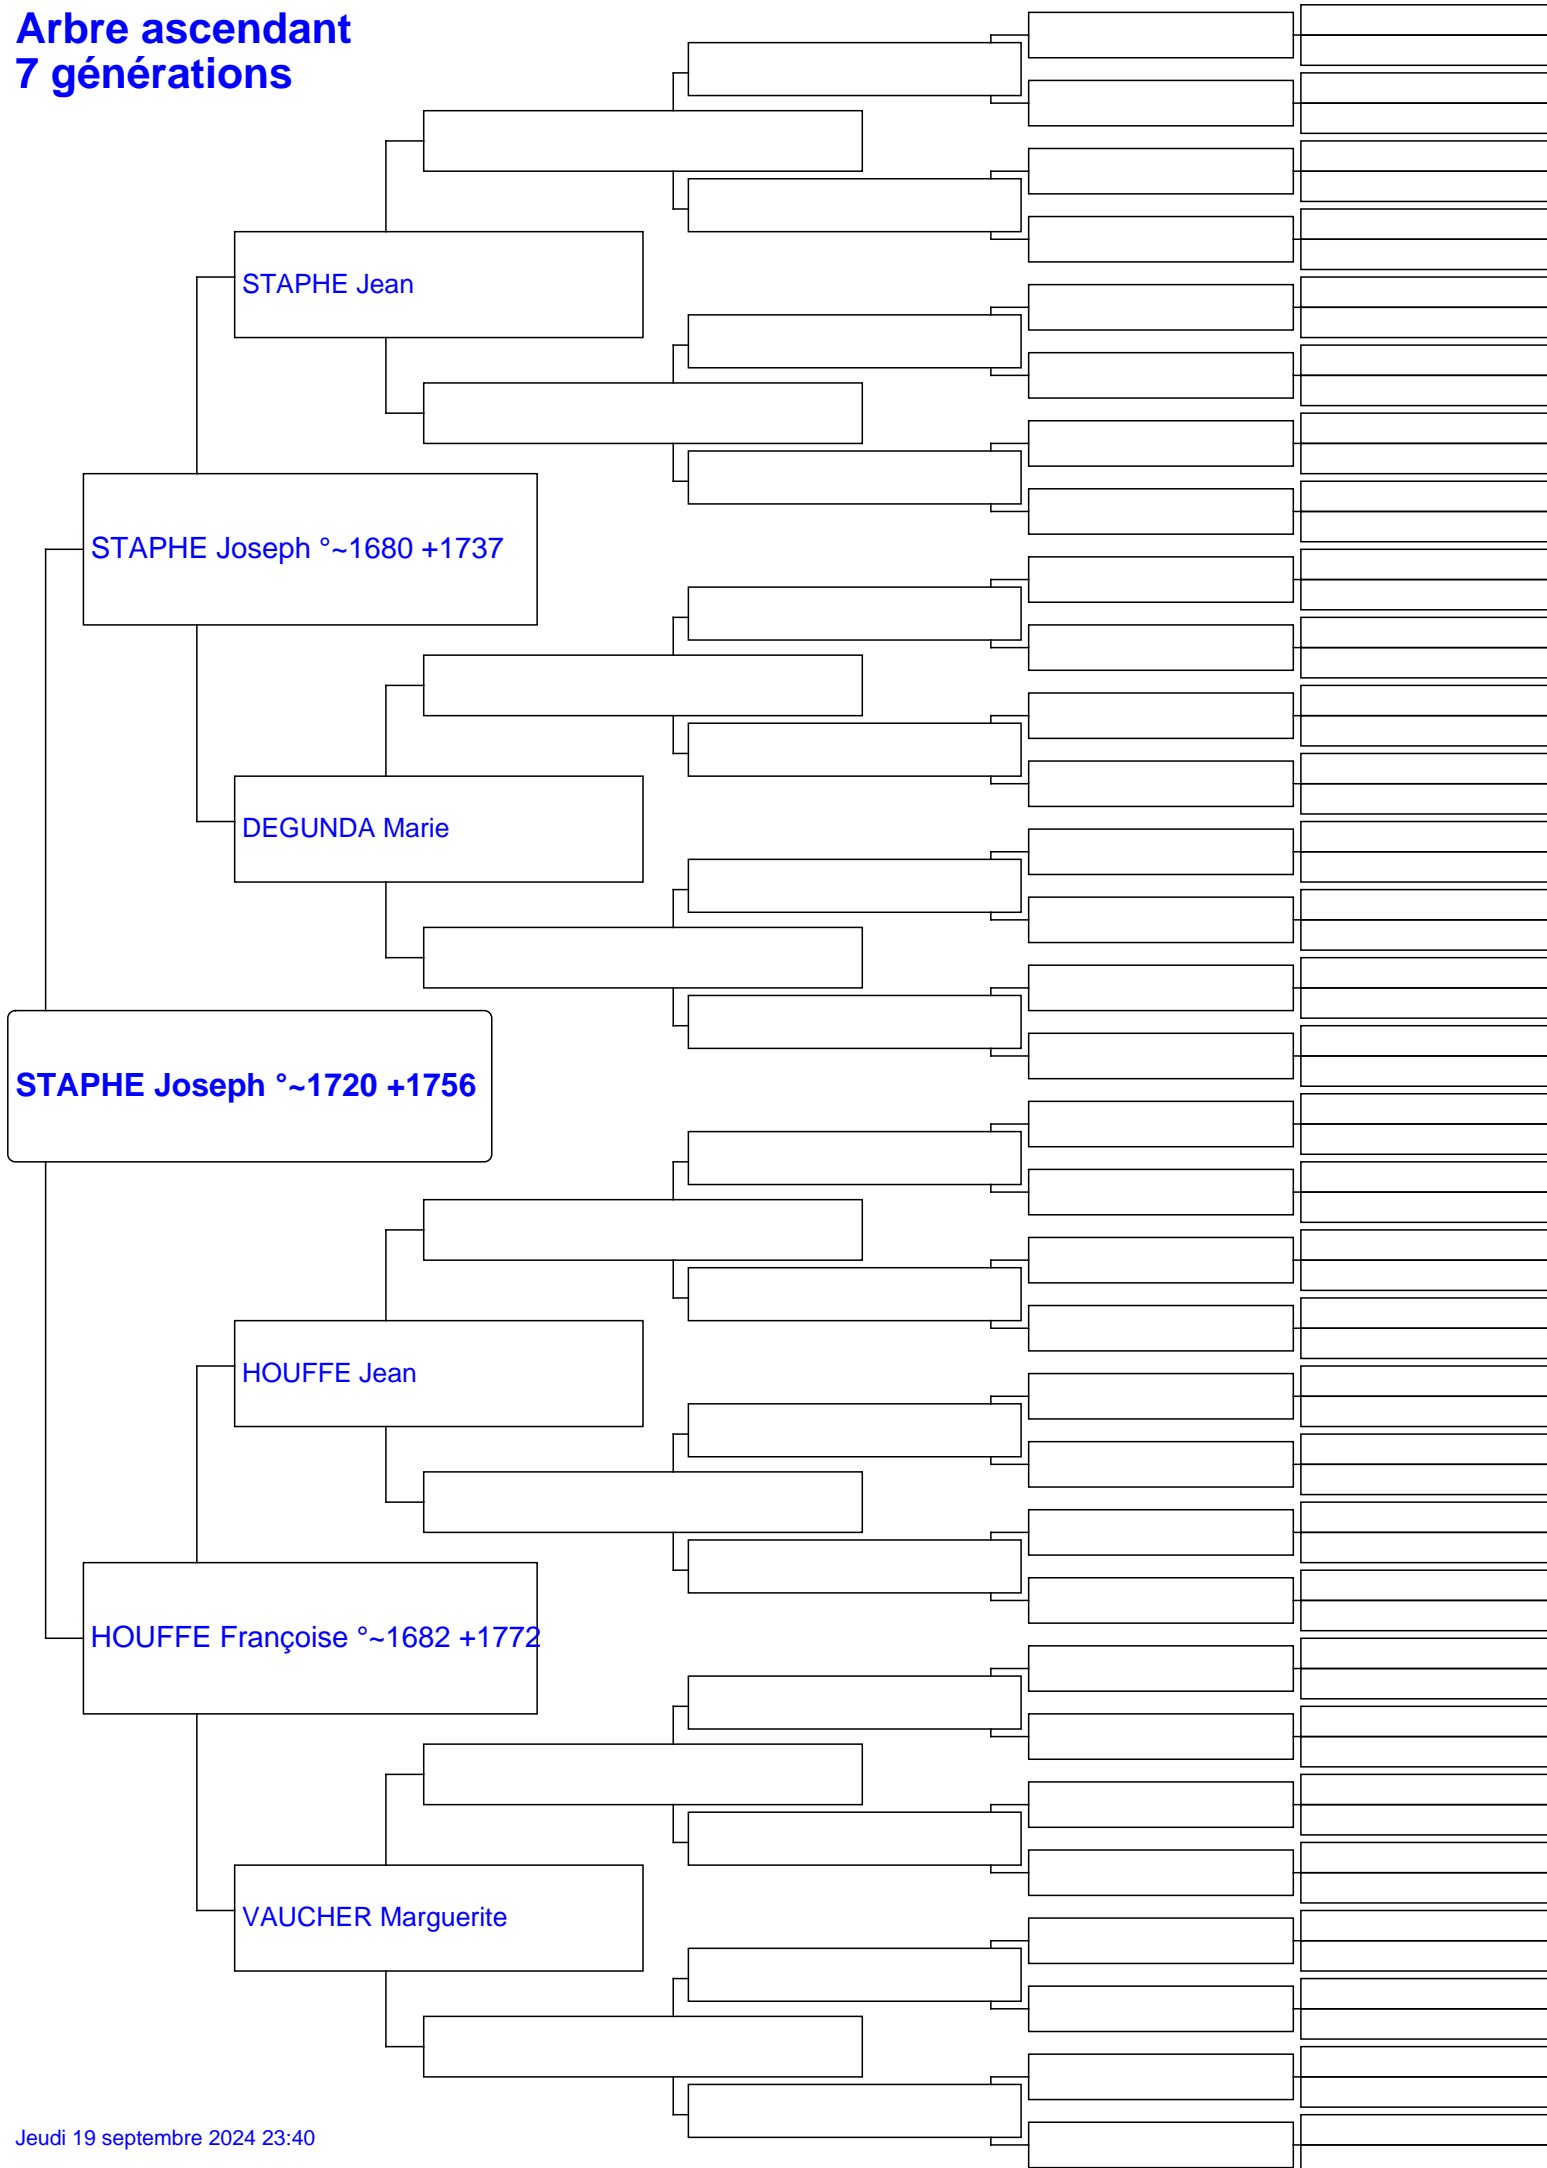 Arbre ascendant
7 générations
STAPHE Jean
STAPHE Joseph °~1680 +1737
DEGUNDA Marie
STAPHE Joseph °~1720 +1756
HOUFFE Jean
HOUFFE Françoise °~1682 +1772
VAUCHER Marguerite
Jeudi 19 septembre 2024 23:40